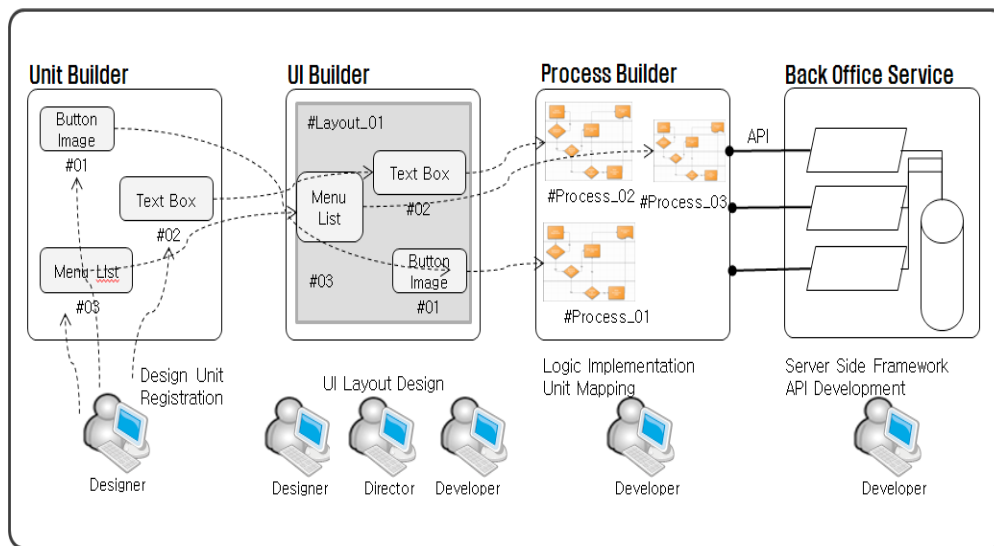 Unit Builder
Button
Image
#01
Text Box
#02
Menu List
#03
Design Unit
Registration
Designer
UI Builder
#Layout_01
Text Box
#02
Menu
List
#03
Button
Image
#01
UI Layout Design
Designer
Director
Developer
Process Builder
#Process_02
#Process_03
#Process_01
Logic Implementation
Unit Mapping
Developer
API
Back Office Service
Server Side Framework
API Development
Developer